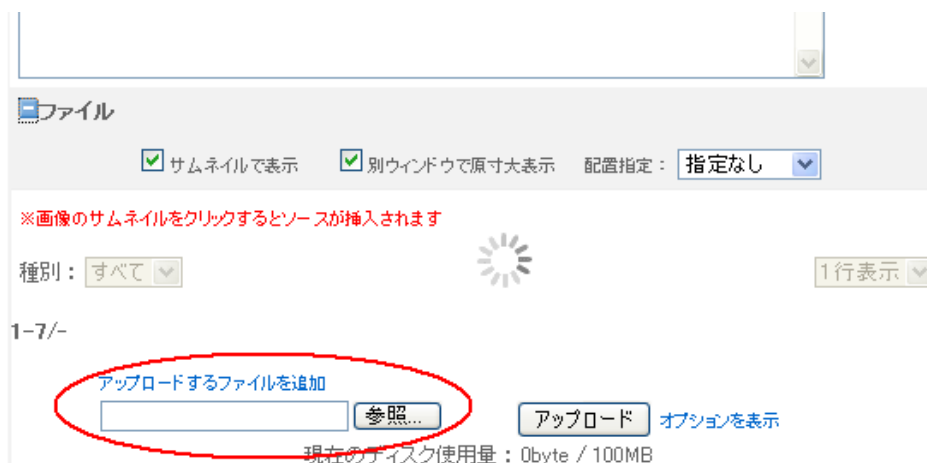 ファイル
サムネイルで表示 別ウィンドウで原寸大表示 配置指定： 指定なし
※画像のサムネイルをクリックするとソースが挿入されます
種別： すべて 1行表示
1-7/-
アップロードするファイルを追加
参照... アップロード オプションを表示
現在のディスク使用量：0byte / 100MB